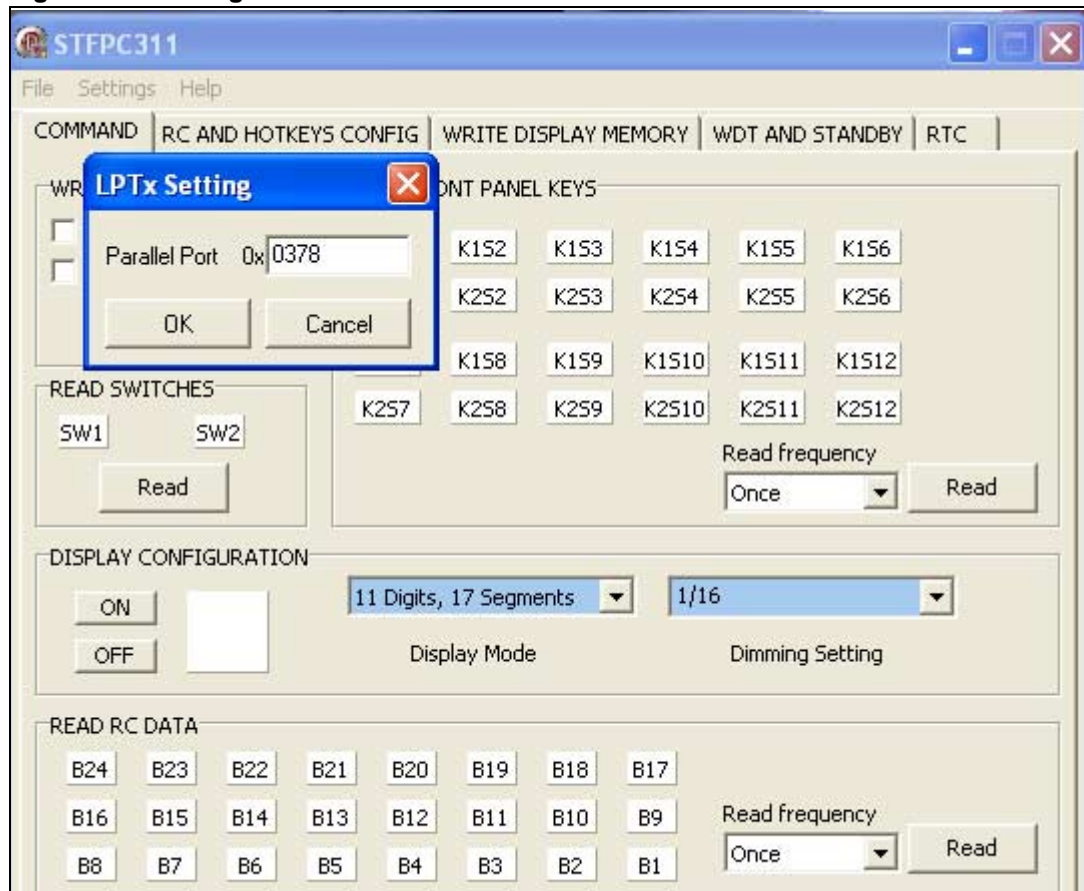 STFPC311
File Settings Help
COMMAND RC AND HOTKEYS CONFIG WRITE DISPLAY MEMORY WDT AND STANDBY RTC
LPTx Setting
Parallel Port 0x 0378
OK Cancel
PANEL KEYS
K1S2 K1S3 K1S4 K1S5 K1S6
K2S2 K2S3 K2S4 K2S5 K2S6
K1S8 K1S9 K1S10 K1S11 K1S12
K2S7 K2S8 K2S9 K2S10 K2S11 K2S12
Read frequency
Once Read
READ SWITCHES
SW1 SW2
Read
DISPLAY CONFIGURATION
ON
OFF
11 Digits, 17 Segments 1/16
Display Mode Dimming Setting
READ RC DATA
B24 B23 B22 B21 B20 B19 B18 B17
B16 B15 B14 B13 B12 B11 B10 B9
B8 B7 B6 B5 B4 B3 B2 B1
Read frequency
Once Read